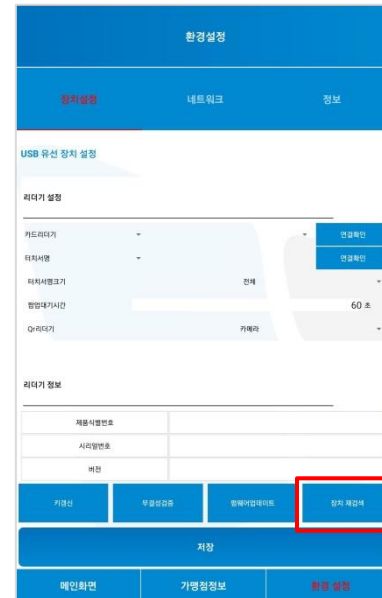 환경설정
장치설정 네트워크 정보
USB 유선 장치 설정
리더기 설정
카드리더기 연결확인
터치서명 연결확인
터치서명크기 전체
팝업대기시간 60 초
Qr리더기 카메라
리더기 정보
제품식별번호
시리얼번호
버전
키갱신 무결성검증 펌웨어업데이트 장치 재검색
저장
메인화면 가맹점정보 환경 설정